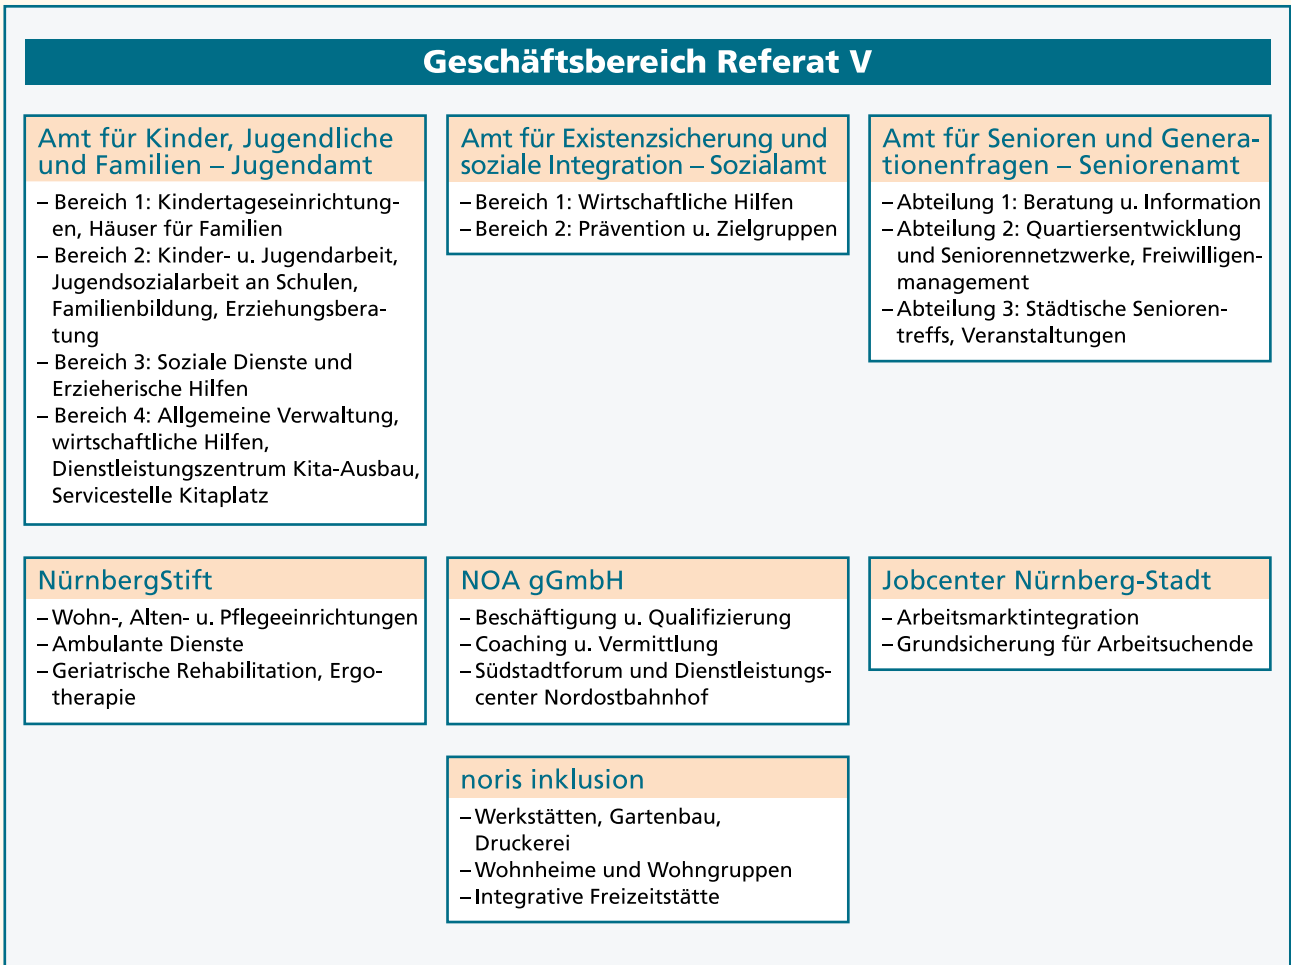 Geschäftsbereich Referat V
Amt für Kinder, Jugendliche
und Familien – Jugendamt
– Bereich 1: Kindertageseinrichtung-
en, Häuser für Familien
– Bereich 2: Kinder- u. Jugendarbeit,
Jugendsozialarbeit an Schulen,
Familienbildung, Erziehungsbera-
tung
– Bereich 3: Soziale Dienste und
Erzieherische Hilfen
– Bereich 4: Allgemeine Verwaltung,
wirtschaftliche Hilfen,
Dienstleistungszentrum Kita-Ausbau,
Servicestelle Kitaplatz
Amt für Existenzsicherung und
soziale Integration – Sozialamt
– Bereich 1: Wirtschaftliche Hilfen
– Bereich 2: Prävention u. Zielgruppen
Amt für Senioren und Genera-
tionenfragen – Seniorenamt
– Abteilung 1: Beratung u. Information
– Abteilung 2: Quartiersentwicklung
und Seniorennetzwerke, Freiwilligen-
management
– Abteilung 3: Städtische Senioren-
treffs, Veranstaltungen
NürnbergStift
– Wohn-, Alten- u. Pflegeeinrichtungen
– Ambulante Dienste
– Geriatrische Rehabilitation, Ergo-
therapie
NOA gGmbH
– Beschäftigung u. Qualifizierung
– Coaching u. Vermittlung
– Südstadtforum und Dienstleistungs-
center Nordostbahnhof
Jobcenter Nürnberg-Stadt
– Arbeitsmarktintegration
– Grundsicherung für Arbeitsuchende
noris inklusion
– Werkstätten, Gartenbau,
Druckerei
– Wohnheime und Wohngruppen
– Integrative Freizeitstätte